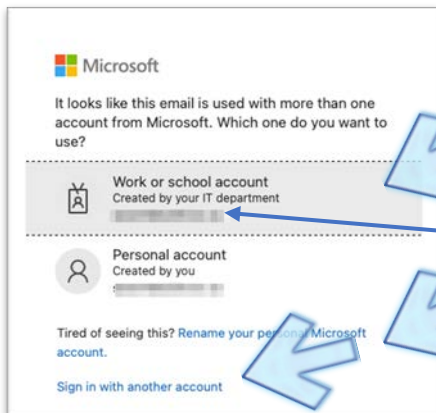 Microsoft
It looks like this email is used with more than one
account from Microsoft. Which one do you want to
use?
Work or school account
Created by your IT department
Personal account
Created by you
Tired of seeing this? Rename your personal Microsoft
account.
Sign in with another account